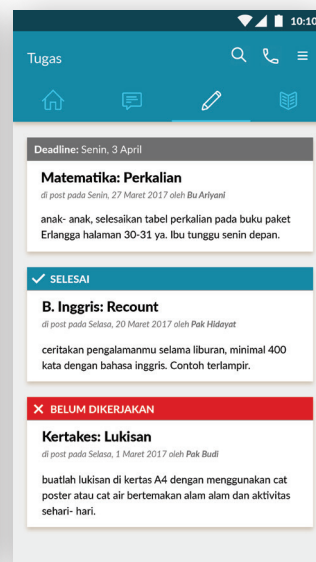 10:10
Tugas
Deadline: Senin, 3 April
Matematika: Perkalian
di post pada Senin, 27 Maret 2017 oleh Bu Ariyani
anak- anak, selesaikan tabel perkalian pada buku paket
Erlangga halaman 30-31 ya. Ibu tunggu senin depan.
SELESAI
B. Inggris: Recount
di post pada Selasa, 20 Maret 2017 oleh Pak Hidayat
ceritakan pengalamanmu selama liburan, minimal 400
kata dengan bahasa inggris. Contoh terlampir.
BELUM DIKERJAKAN
Kertakes: Lukisan
di post pada Selasa, 1 Maret 2017 oleh Pak Budi
buatlah lukisan di kertas A4 dengan menggunakan cat
poster atau cat air bertemakan alam alam dan aktivitas
sehari- hari.